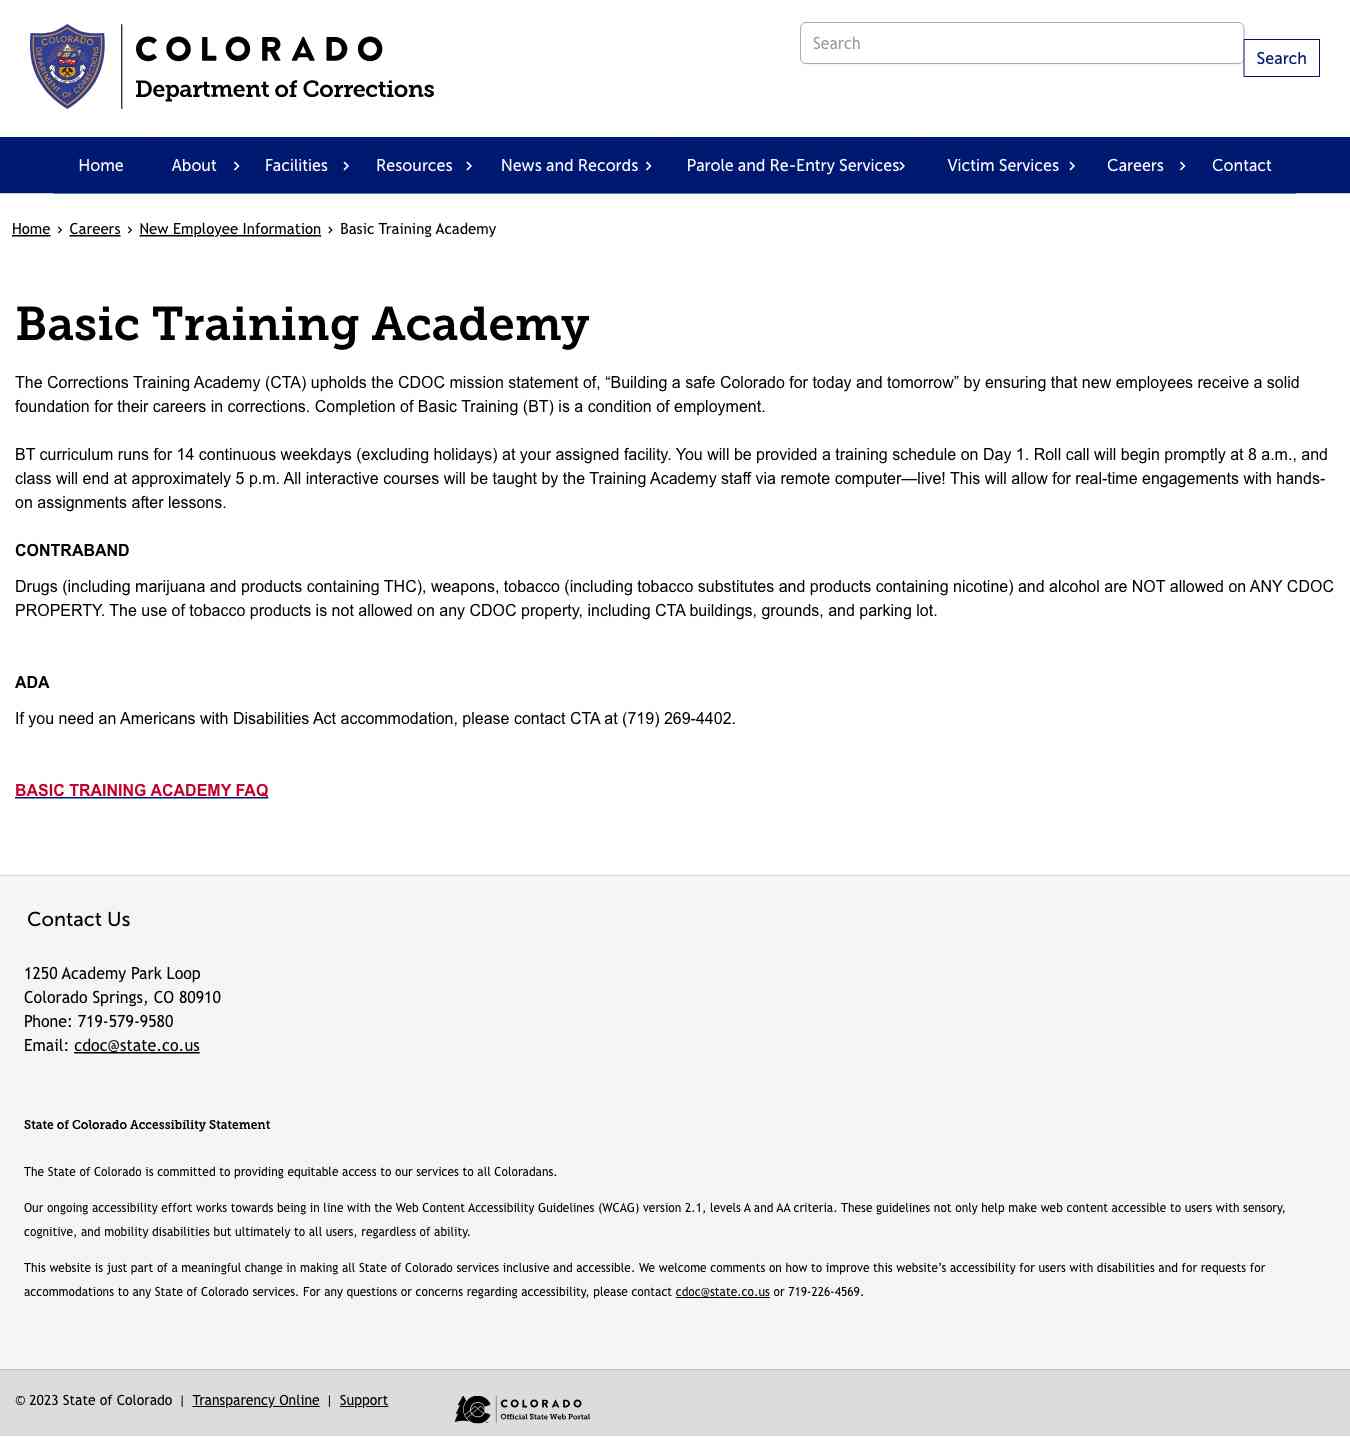 COLORADO
Department of Corrections
Search
Search
Home About Facilities Resources News and Records Parole and Re-Entry Services Victim Services Careers Contact
Home › Careers › New Employee Information › Basic Training Academy
Basic Training Academy
The Corrections Training Academy (CTA) upholds the CDOC mission statement of, “Building a safe Colorado for today and tomorrow” by ensuring that new employees receive a solid
foundation for their careers in corrections. Completion of Basic Training (BT) is a condition of employment.
BT curriculum runs for 14 continuous weekdays (excluding holidays) at your assigned facility. You will be provided a training schedule on Day 1. Roll call will begin promptly at 8 a.m., and
class will end at approximately 5 p.m. All interactive courses will be taught by the Training Academy staff via remote computer—live! This will allow for real-time engagements with hands-
on assignments after lessons.
CONTRABAND
Drugs (including marijuana and products containing THC), weapons, tobacco (including tobacco substitutes and products containing nicotine) and alcohol are NOT allowed on ANY CDOC
PROPERTY. The use of tobacco products is not allowed on any CDOC property, including CTA buildings, grounds, and parking lot.
ADA
If you need an Americans with Disabilities Act accommodation, please contact CTA at (719) 269-4402.
BASIC TRAINING ACADEMY FAQ
Contact Us
1250 Academy Park Loop
Colorado Springs, CO 80910
Phone: 719-579-9580
Email: cdoc@state.co.us
State of Colorado Accessibility Statement
The State of Colorado is committed to providing equitable access to our services to all Coloradans.
Our ongoing accessibility effort works towards being in line with the Web Content Accessibility Guidelines (WCAG) version 2.1, levels A and AA criteria. These guidelines not only help make web content accessible to users with sensory,
cognitive, and mobility disabilities but ultimately to all users, regardless of ability.
This website is just part of a meaningful change in making all State of Colorado services inclusive and accessible. We welcome comments on how to improve this website’s accessibility for users with disabilities and for requests for
accommodations to any State of Colorado services. For any questions or concerns regarding accessibility, please contact cdoc@state.co.us or 719-226-4569.
© 2023 State of Colorado | Transparency Online | Support
COLORADO
Official State Web Portal